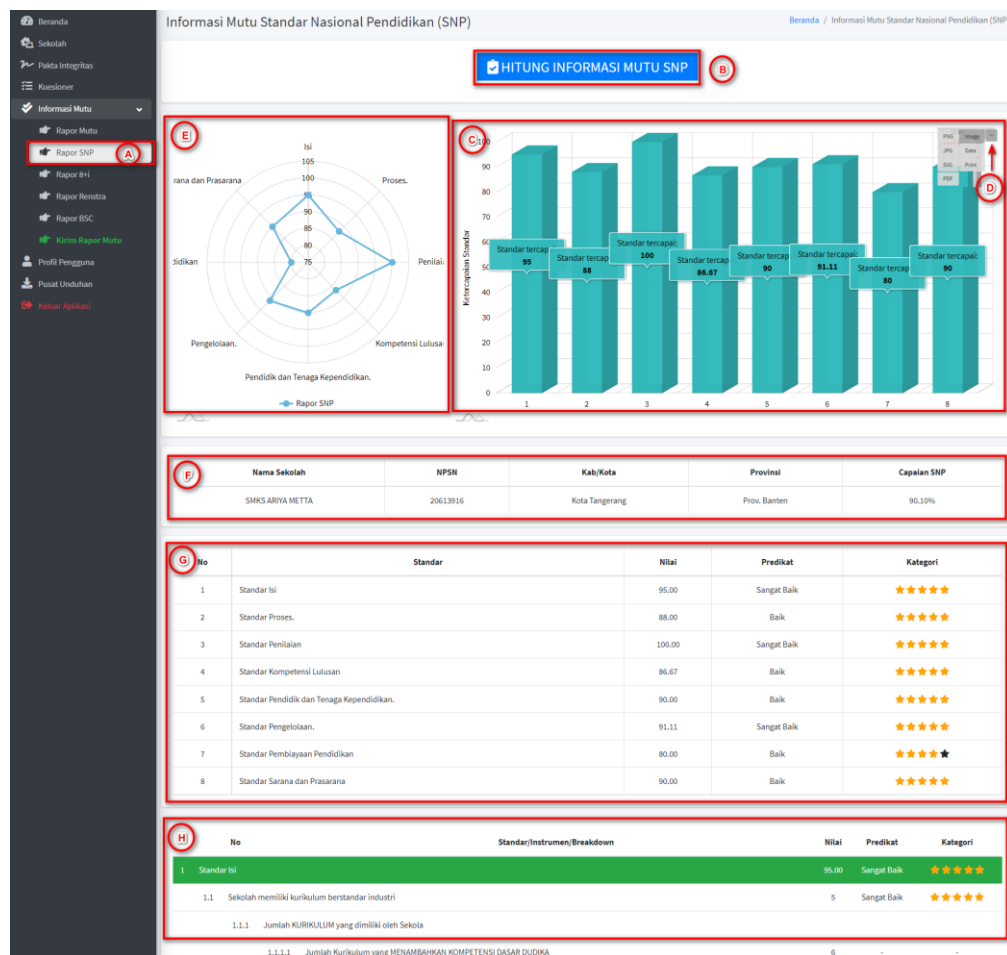 Beranda
Sekolah
Pakta Integritas
Kuesioner
Informasi Mutu
Rapor Mutu
Rapor SNP
A
Rapor 8+i
Rapor Renstra
Rapor BSC
Kirim Rapor Mutu
Profil Pengguna
Pusat Unduhan
Keluar Aplikasi
Informasi Mutu Standar Nasional Pendidikan (SNP)
Beranda / Informasi Mutu Standar Nasional Pendidikan (SNP
HITUNG INFORMASI MUTU SNP
B
E
Isi
105
100
90
85
80
75
rana dan Prasarana
Proses.
didikan
Penilai
Pengelolaan.
Kompetensi Lulusa
Pendidik dan Tenaga Kependidikan.
Rapor SNP
C
100
90
80
70
60
50
40
30
20
10
0
Ketercapaian Standar
PNG Image
JPG Data
SVG Print
PDF
D
Standar tercapai:
95
Standar tercapai:
88
Standar tercapai:
100
Standar tercapai:
86.67
Standar tercapai:
90
Standar tercapai:
91.11
Standar tercapai:
80
Standar tercapai:
90
1 2 3 4 5 6 7 8
F
Nama Sekolah NPSN Kab/Kota Provinsi Capaian SNP
SMKS ARIYA METTA 20613916 Kota Tangerang Prov. Banten 90.10%
G
No Standar Nilai Predikat Kategori
1 Standar Isi 95.00 Sangat Baik
2 Standar Proses. 88.00 Baik
3 Standar Penilaian 100.00 Sangat Baik
4 Standar Kompetensi Lulusan 86.67 Baik
5 Standar Pendidik dan Tenaga Kependidikan. 90.00 Baik
6 Standar Pengelolaan. 91.11 Sangat Baik
7 Standar Pembiayaan Pendidikan 80.00 Baik
8 Standar Sarana dan Prasarana 90.00 Baik
H
No Standar/Instrumen/Breakdown Nilai Predikat Kategori
1 Standar Isi 95.00 Sangat Baik
1.1 Sekolah memiliki kurikulum berstandar industri 5 Sangat Baik
1.1.1 Jumlah KURIKULUM yang dimiliki oleh Sekola
1.1.1.1 Jumlah Kurikulum yang MENAMBAHKAN KOMPETENSI DASAR DUDIKA 6 - -